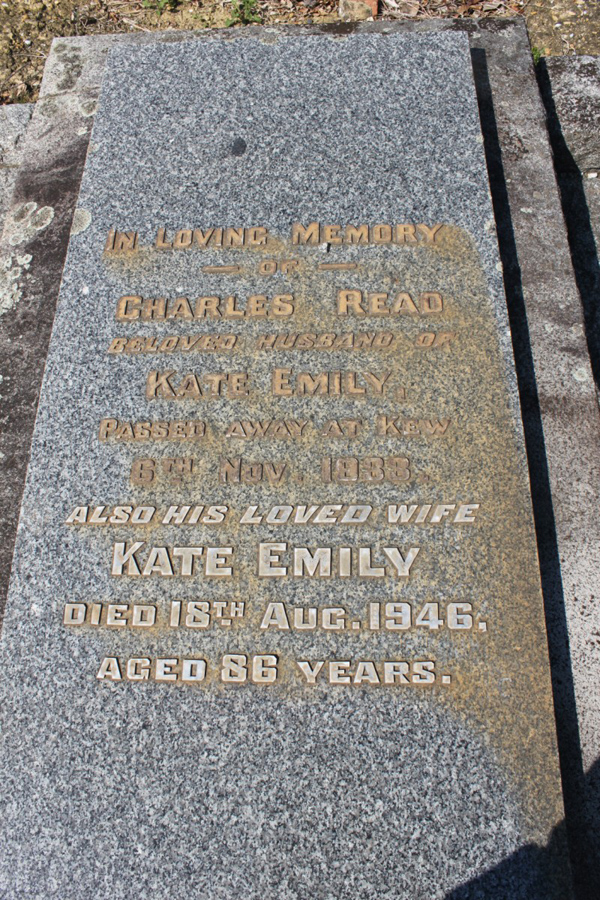 In Loving Memory
— OF —
Charles Read
BELOVED HUSBAND OF
Kate Emily,
Passed away at Kew
6TH Nov. 1933.
ALSO HIS LOVED WIFE
KATE EMILY
DIED 18TH AUG. 1946.
AGED 86 YEARS.